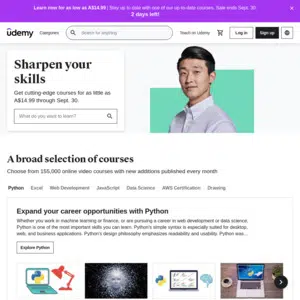 Learn now for as low as A$14.99 | Stay up to date with one of our up-to-date courses. Sale ends Sept. 30.
2 days left!
udemy
Categories
Search for anything
Teach on Udemy
Log in
Sign up
Sharpen your
skills
Get cutting-edge courses for as little as
A$14.99 through Sept. 30.
What do you want to learn?
A broad selection of courses
Choose from 155,000 online video courses with new additions published every month
Python Excel Web Development JavaScript Data Science AWS Certification Drawing
Expand your career opportunities with Python
Whether you work in machine learning or finance, or are pursuing a career in web development or data science,
Python is one of the most important skills you can learn. Python's simple syntax is especially suited for desktop,
web, and business applications. Python's design philosophy emphasizes readability and usability. Python was ...
Explore Python